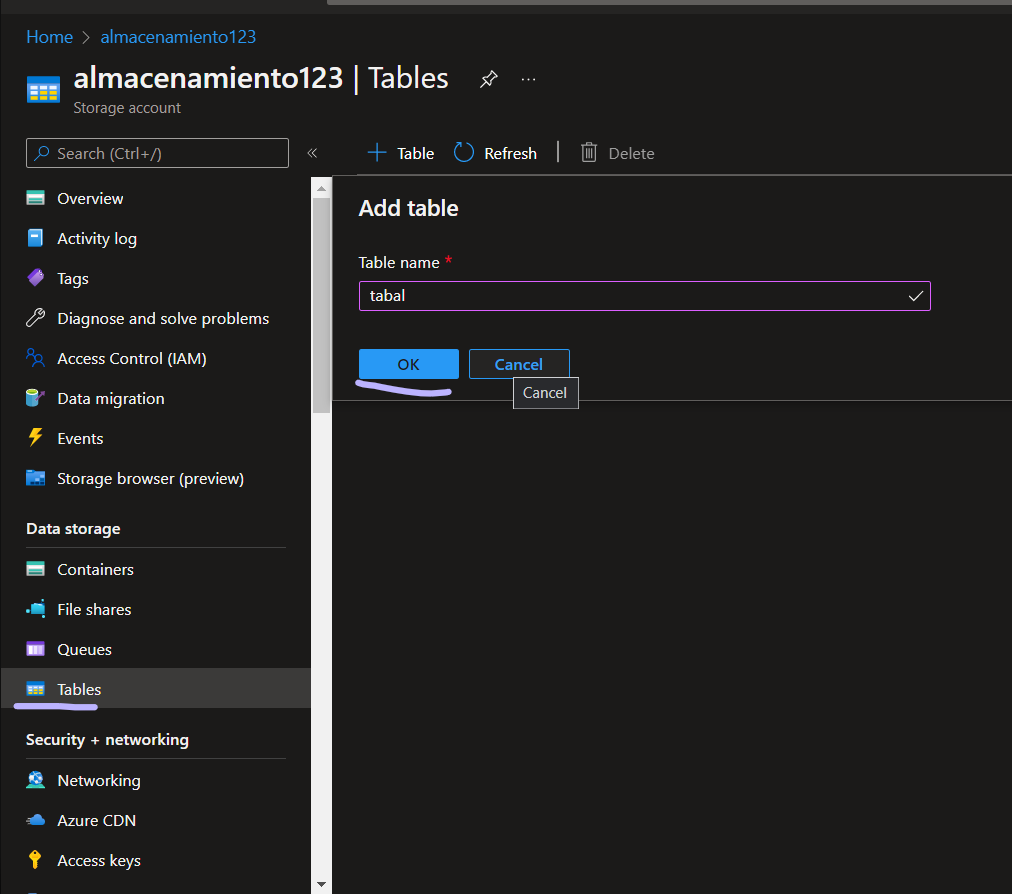 Home > almacenamiento123
almacenamiento123 | Tables
Storage account
Search (Ctrl+/)
Table Refresh Delete
Overview
Activity log
Tags
Diagnose and solve problems
Access Control (IAM)
Data migration
Events
Storage browser (preview)
Data storage
Containers
File shares
Queues
Tables
Security + networking
Networking
Azure CDN
Access keys
Add table
Table name *
tabal
OK Cancel
Cancel